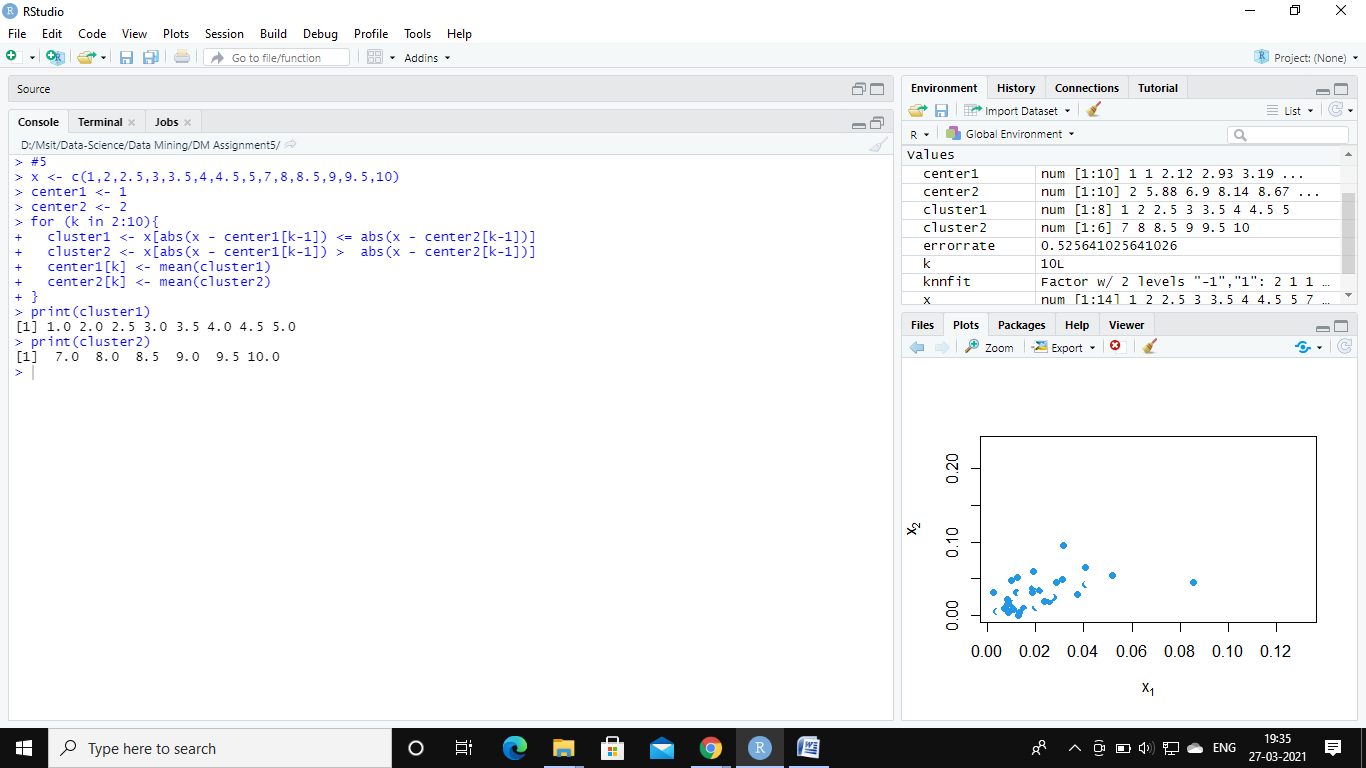 RStudio
File Edit Code View Plots Session Build Debug Profile Tools Help
Go to file/function Addins Project: (None)
Source
Console Terminal Jobs
D:/Msit/Data-Science/Data Mining/DM Assignment5/
> #5
> x <- c(1,2,2.5,3,3.5,4,4.5,5,7,8,8.5,9,9.5,10)
> center1 <- 1
> center2 <- 2
> for (k in 2:10){
+   cluster1 <- x[abs(x - center1[k-1]) <= abs(x - center2[k-1])]
+   cluster2 <- x[abs(x - center1[k-1]) >  abs(x - center2[k-1])]
+   center1[k] <- mean(cluster1)
+   center2[k] <- mean(cluster2)
+ }
> print(cluster1)
[1] 1.0 2.0 2.5 3.0 3.5 4.0 4.5 5.0
> print(cluster2)
[1]  7.0  8.0  8.5  9.0  9.5 10.0
>
Environment History Connections Tutorial
Import Dataset List
R Global Environment
Values
center1 num [1:10] 1 1 2.12 2.93 3.19 ...
center2 num [1:10] 2 5.88 6.9 8.14 8.67 ...
cluster1 num [1:8] 1 2 2.5 3 3.5 4 4.5 5
cluster2 num [1:6] 7 8 8.5 9 9.5 10
errorrate 0.525641025641026
k 10L
knnfit Factor w/ 2 levels "-1","1": 2 1 1 …
x num [1:14] 1 2 2.5 3 3.5 4 4.5 5 7 …
Files Plots Packages Help Viewer
Zoom Export
0.20
0.10
0.00
x2
0.00 0.02 0.04 0.06 0.08 0.10 0.12
x1
Type here to search
R
W
ENG
19:35
27-03-2021